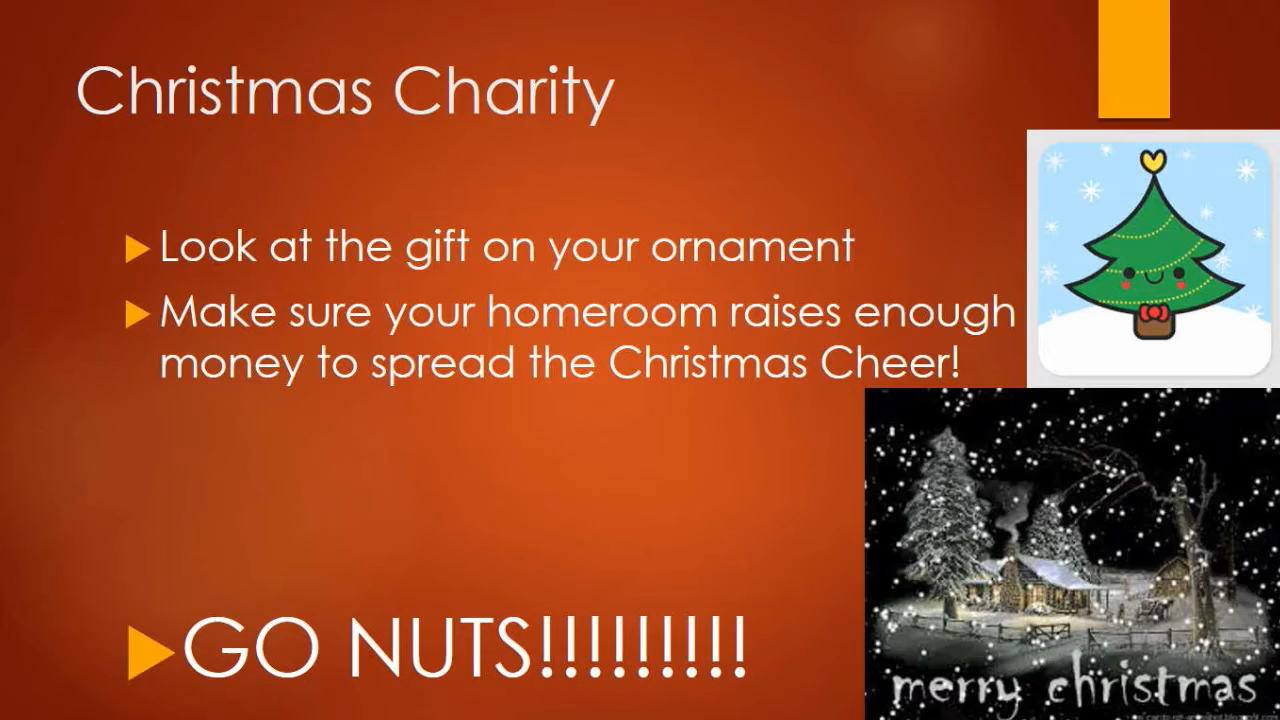 Christmas Charity
Look at the gift on your ornament
Make sure your homeroom raises enough
money to spread the Christmas Cheer!
GO NUTS!!!!!!!!!
merry christmas